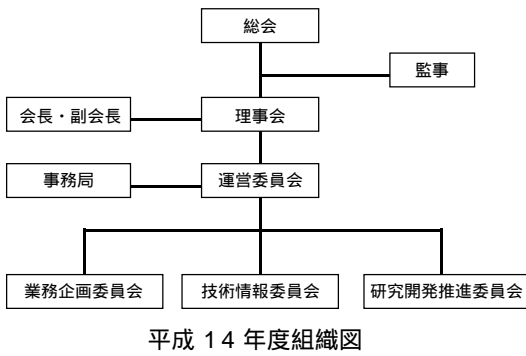 総会
監事
会長・副会長
理事会
事務局
運営委員会
業務企画委員会
技術情報委員会
研究開発推進委員会
平成 14 年度組織図